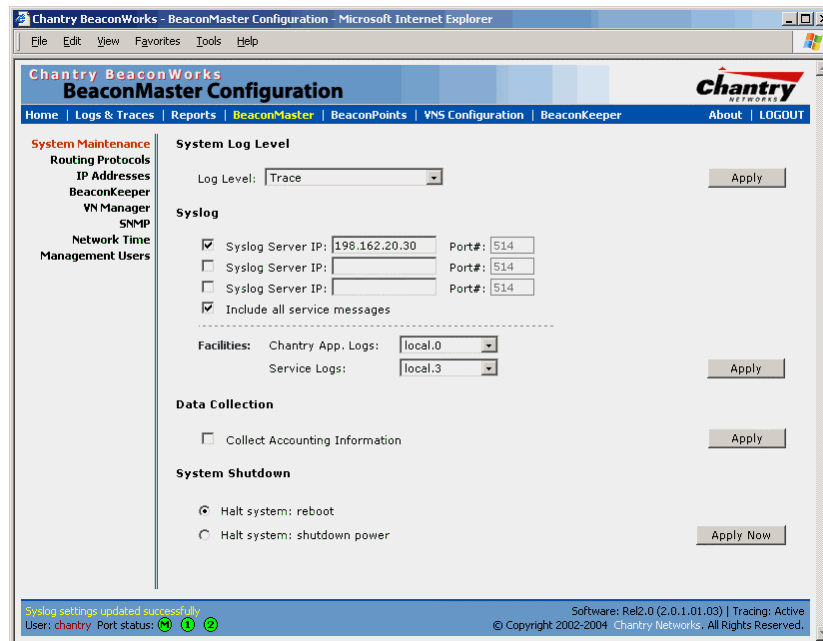 Chantry BeaconWorks - BeaconMaster Configuration - Microsoft Internet Explorer
File Edit View Favorites Tools Help
Chantry BeaconWorks
BeaconMaster Configuration
Chantry
NETWORKS
Home | Logs & Traces | Reports | BeaconMaster | BeaconPoints | VNS Configuration | BeaconKeeper About | LOGOUT
System Maintenance
Routing Protocols
IP Addresses
BeaconKeeper
VN Manager
SNMP
Network Time
Management Users
System Log Level
Log Level: Trace Apply
Syslog
Syslog Server IP: 198.162.20.30 Port#: 514
Syslog Server IP: Port#: 514
Syslog Server IP: Port#: 514
Include all service messages
Facilities: Chantry App. Logs: local.0
Service Logs: local.3 Apply
Data Collection
Collect Accounting Information Apply
System Shutdown
Halt system: reboot
Halt system: shutdown power Apply Now
Syslog settings updated successfully Software: Rel2.0 (2.0.1.01.03) | Tracing: Active
User: chantry Port status: M 1 2 © Copyright 2002-2004 Chantry Networks. All Rights Reserved.